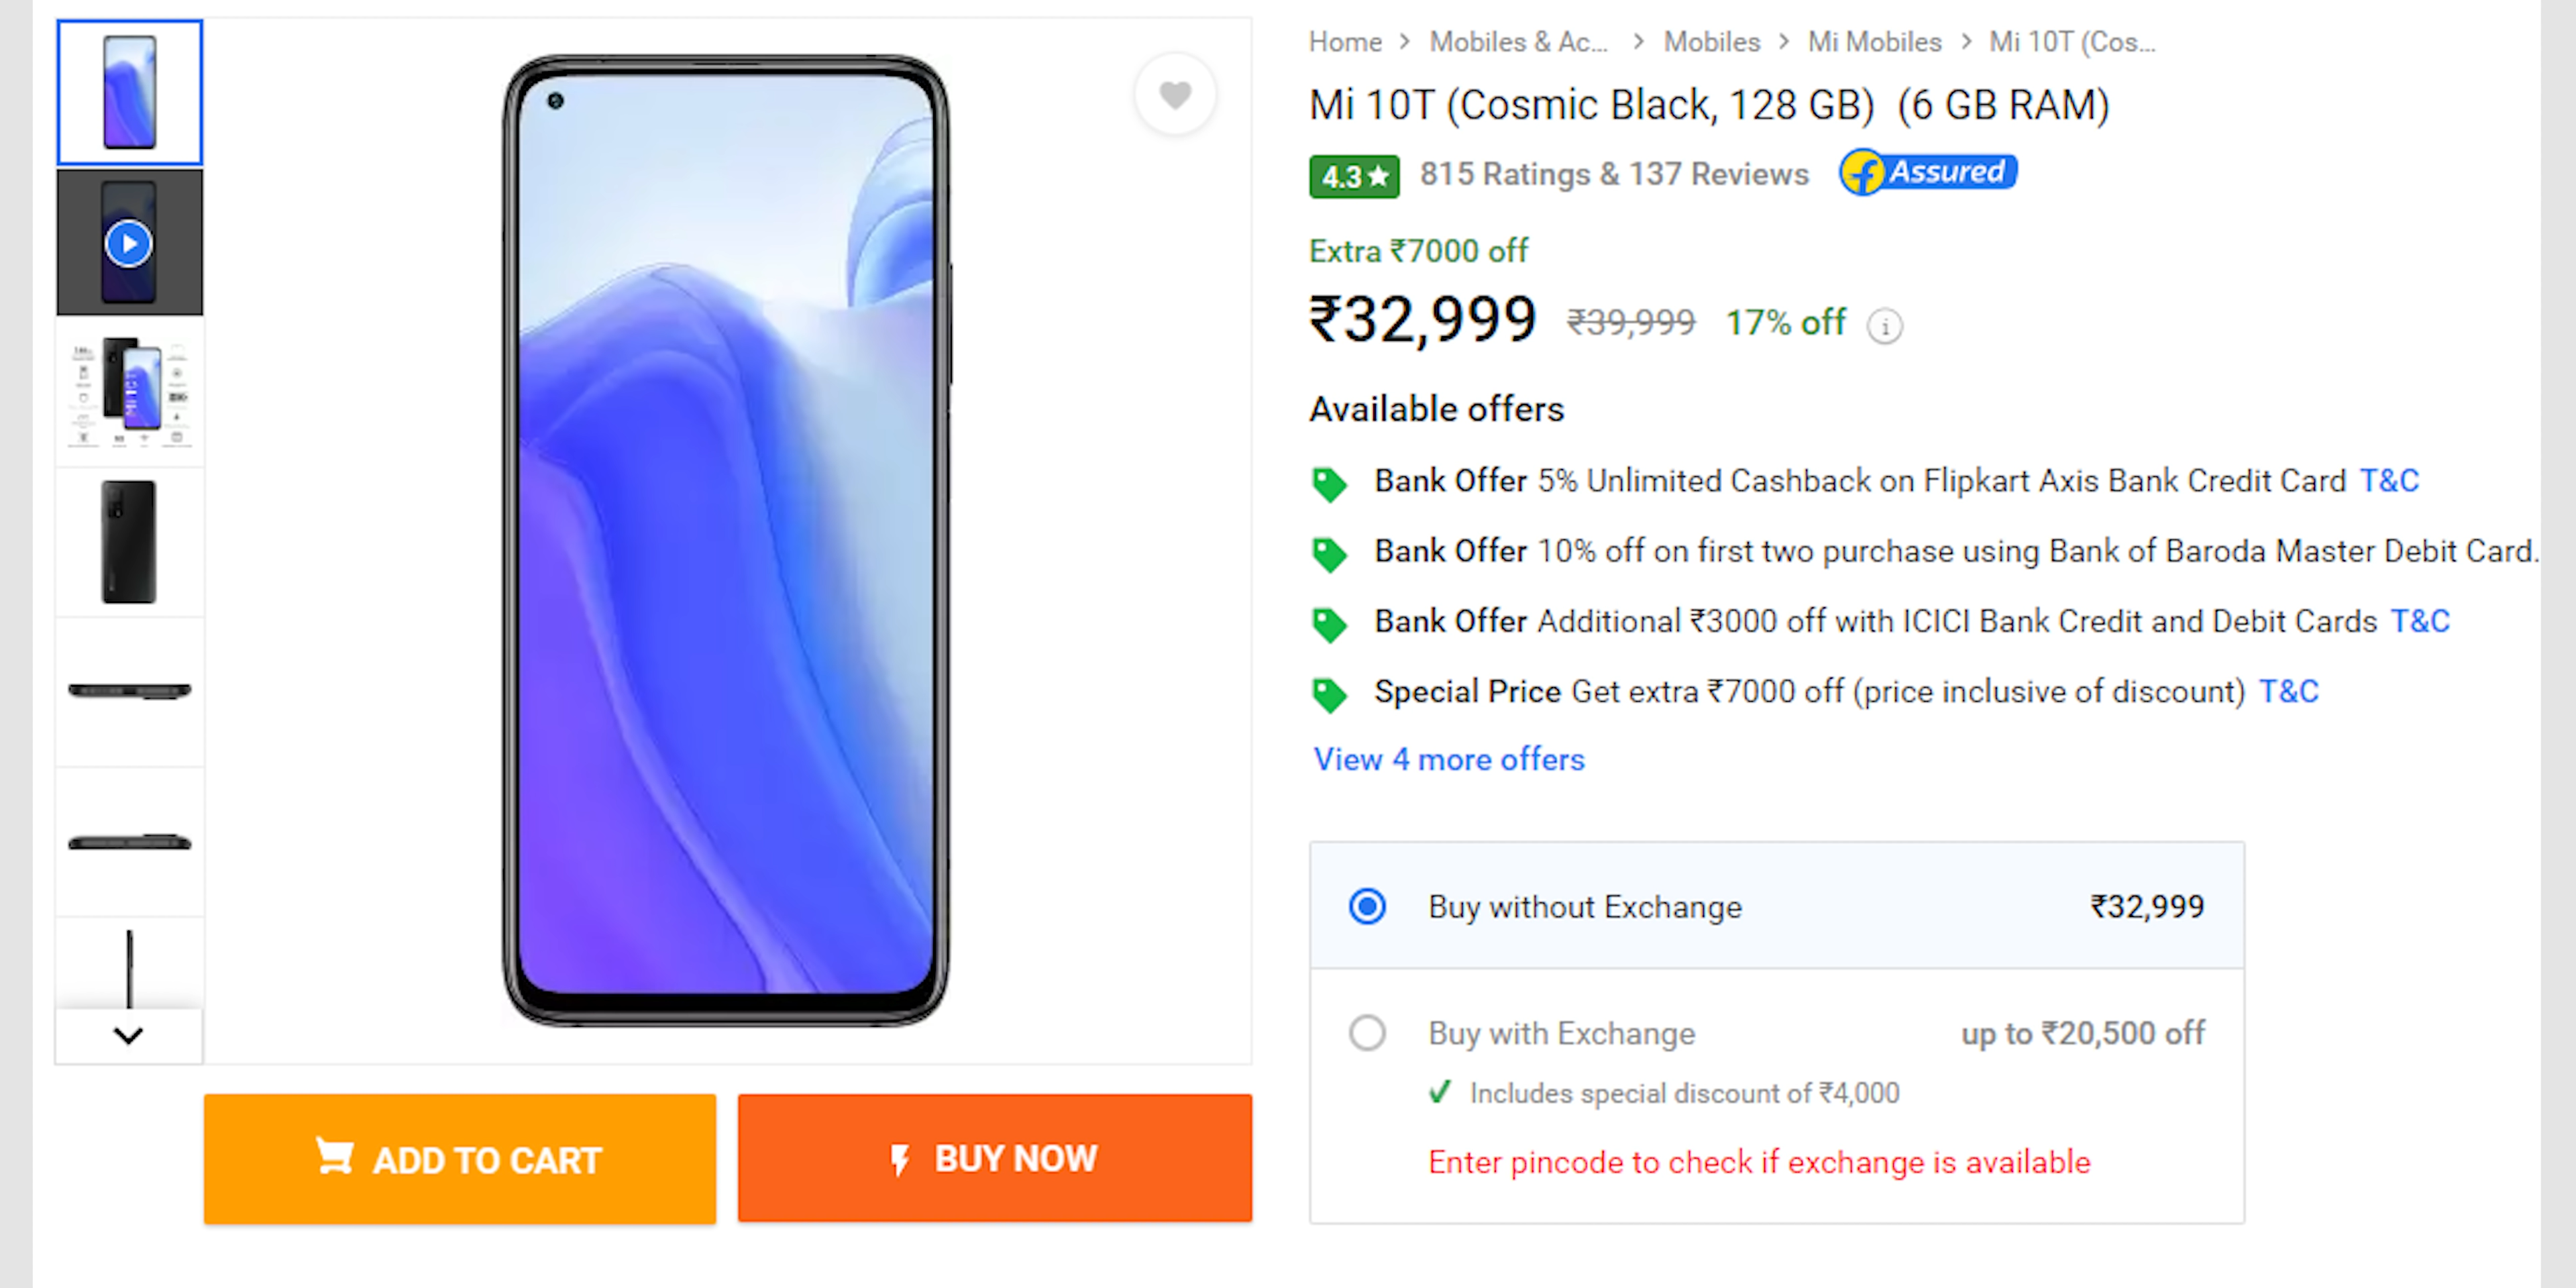 Home > Mobiles & Ac... > Mobiles > Mi Mobiles > Mi 10T (Cos...
Mi 10T (Cosmic Black, 128 GB) (6 GB RAM)
4.3★ 815 Ratings & 137 Reviews f Assured
Extra ₹7000 off
₹32,999 ₹39,999 17% off i
Available offers
Bank Offer 5% Unlimited Cashback on Flipkart Axis Bank Credit Card T&C
Bank Offer 10% off on first two purchase using Bank of Baroda Master Debit Card.
Bank Offer Additional ₹3000 off with ICICI Bank Credit and Debit Cards T&C
Special Price Get extra ₹7000 off (price inclusive of discount) T&C
View 4 more offers
Buy without Exchange ₹32,999
Buy with Exchange up to ₹20,500 off
✓ Includes special discount of ₹4,000
Enter pincode to check if exchange is available
ADD TO CART
BUY NOW
Mi 10T